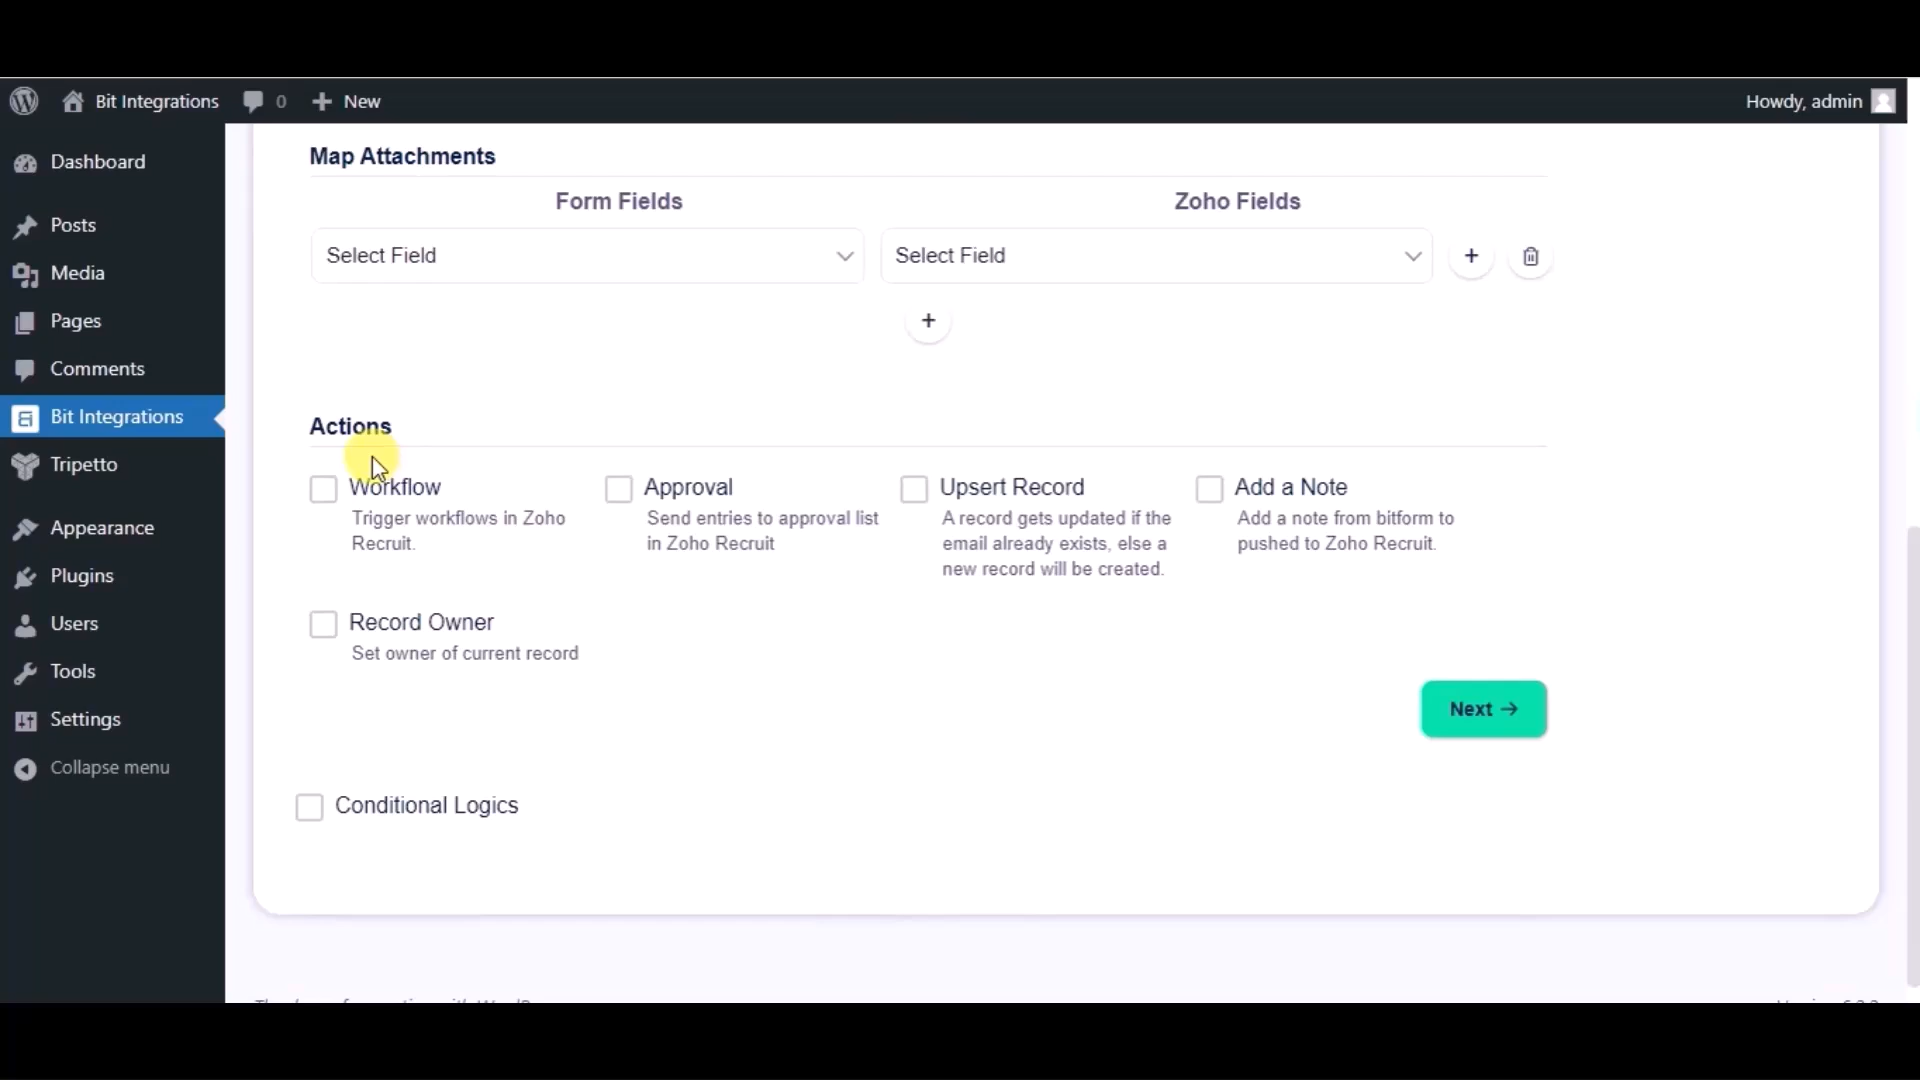 Bit Integrations 0 New Howdy, admin
Dashboard
Posts
Media
Pages
Comments
Bit Integrations
Tripetto
Appearance
Plugins
Users
Tools
Settings
Collapse menu
Map Attachments
Form Fields Zoho Fields
Select Field Select Field + 
+
Actions
Workflow
Trigger workflows in Zoho
Recruit.
Approval
Send entries to approval list
in Zoho Recruit
Upsert Record
A record gets updated if the
email already exists, else a
new record will be created.
Add a Note
Add a note from bitform to
pushed to Zoho Recruit.
Record Owner
Set owner of current record
Next →
Conditional Logics